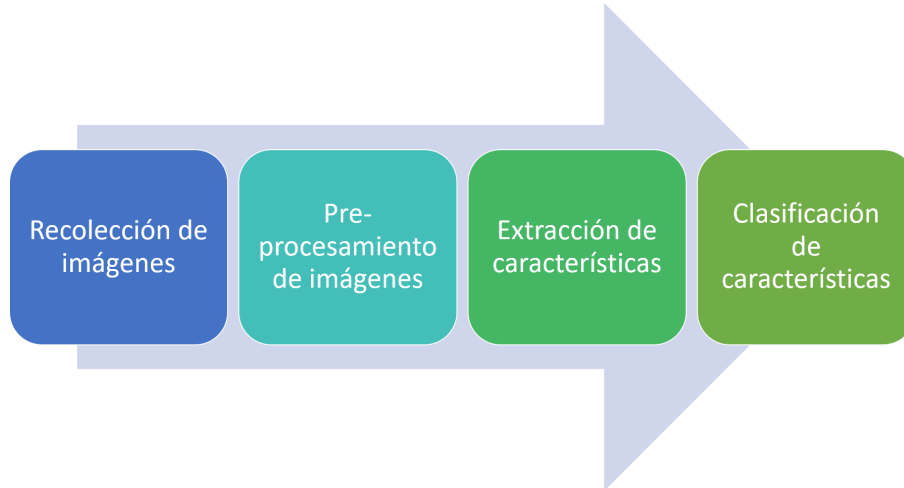 Recolección de
imágenes
Pre-
procesamiento
de imágenes
Extracción de
características
Clasificación
de
características